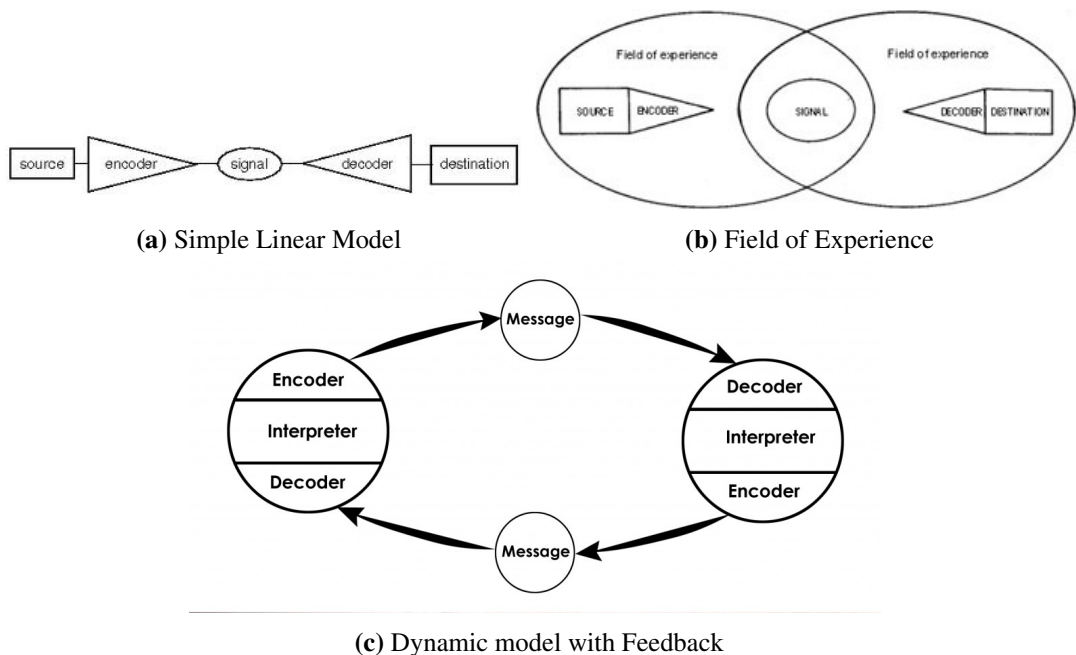 source
encoder
signal
decoder
destination
(a) Simple Linear Model
Field of experience
Field of experience
SOURCE
ENCODER
SIGNAL
DECODER
DESTINATION
(b) Field of Experience
Message
Encoder
Interpreter
Decoder
Decoder
Interpreter
Encoder
Message
(c) Dynamic model with Feedback